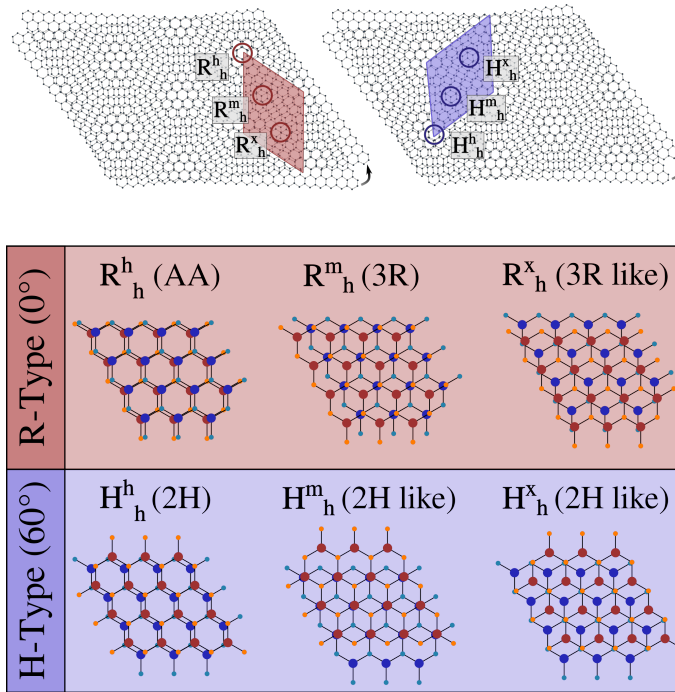 R^h_h
R^m_h
R^x_h
H^x_h
H^m_h
H^h_h
R-Type (0°)
R^h_h (AA)
R^m_h (3R)
R^x_h (3R like)
H-Type (60°)
H^h_h (2H)
H^m_h (2H like)
H^x_h (2H like)